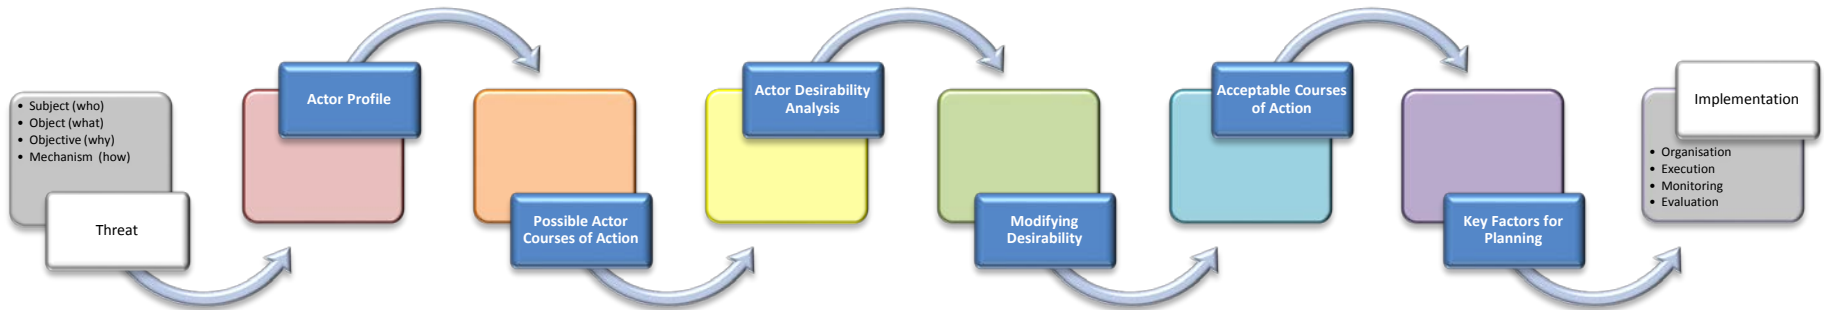 • Subject (who)
• Object (what)
• Objective (why)
• Mechanism  (how)
Threat
Actor Profile
Possible Actor
Courses of Action
Actor Desirability
Analysis
Modifying
Desirability
Acceptable Courses
of Action
Key Factors for
Planning
Implementation
• Organisation
• Execution
• Monitoring
• Evaluation